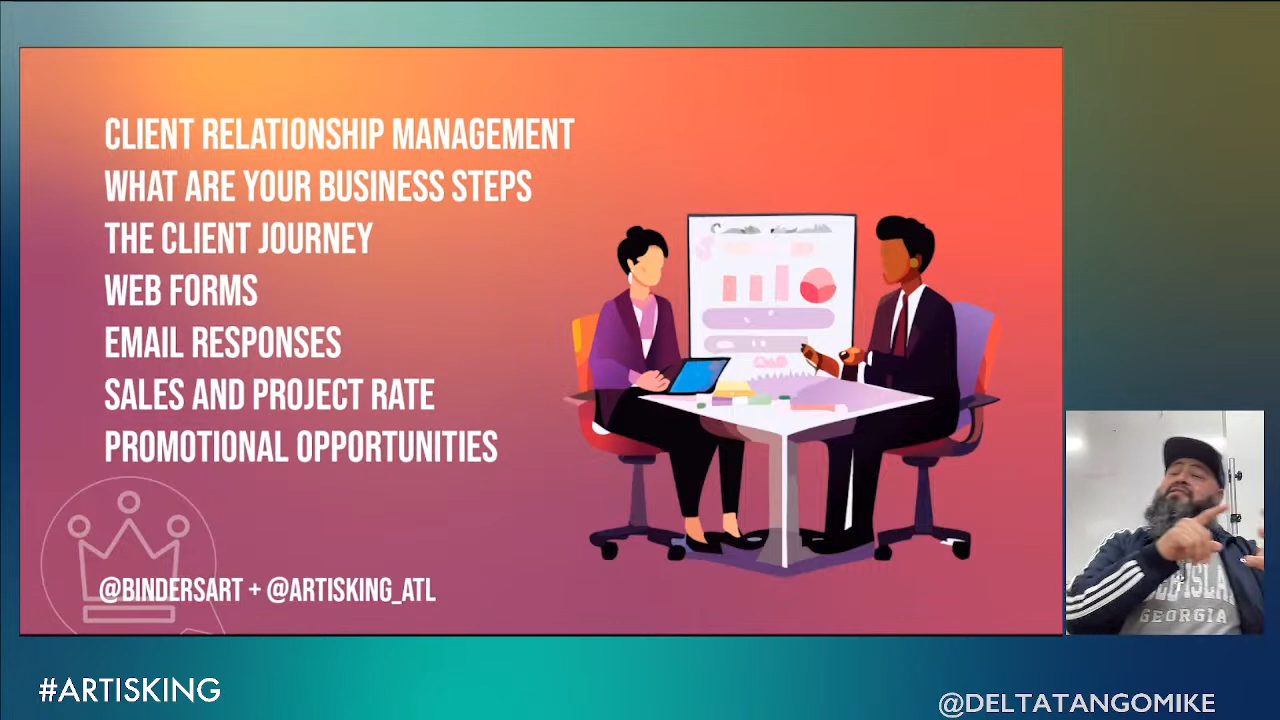 CLIENT RELATIONSHIP MANAGEMENT
WHAT ARE YOUR BUSINESS STEPS
THE CLIENT JOURNEY
WEB FORMS
EMAIL RESPONSES
SALES AND PROJECT RATE
PROMOTIONAL OPPORTUNITIES
@BINDERSART + @ARTISKING_ATL
GEORGIA
#ARTISKING
@DELTATANGOMIKE